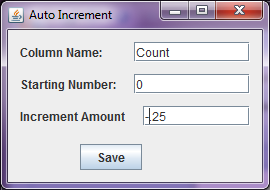 Auto Increment
Column Name: Count
Starting Number: 0
Increment Amount -25
Save